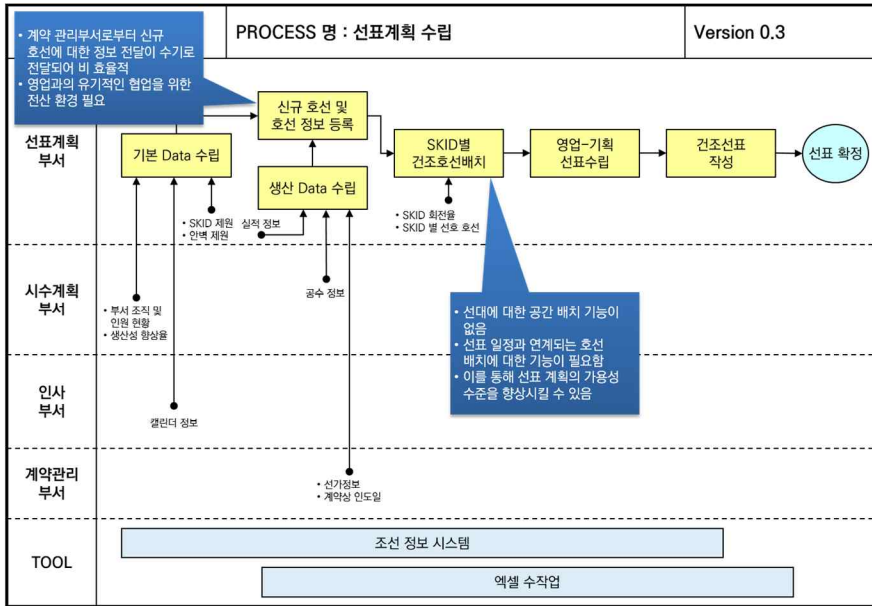 • 계약 관리부서로부터 신규
호선에 대한 정보 전달이 수기로
전달되어 비 효율적
• 영업과의 유기적인 협업을 위한
전산 환경 필요
PROCESS 명 : 선표계획 수립
Version 0.3
선표계획
부서
기본 Data 수립
신규 호선 및
호선 정보 등록
생산 Data 수립
SKID별
건조호선배치
영업-기획
선표수립
건조선표
작성
선표 확정
• SKID 제원
• 안벽 제원
실적 정보
• SKID 회전율
• SKID 별 선호 호선
시수계획
부서
• 부서 조직 및
인원 현황
• 생산성 향상율
공수 정보
• 선대에 대한 공간 배치 기능이
없음
• 선표 일정과 연계되는 호선
배치에 대한 기능이 필요함
• 이를 통해 선표 계획의 가용성
수준을 향상시킬 수 있음
인사
부서
캘린더 정보
계약관리
부서
• 선가정보
• 계약상 인도일
TOOL
조선 정보 시스템
엑셀 수작업